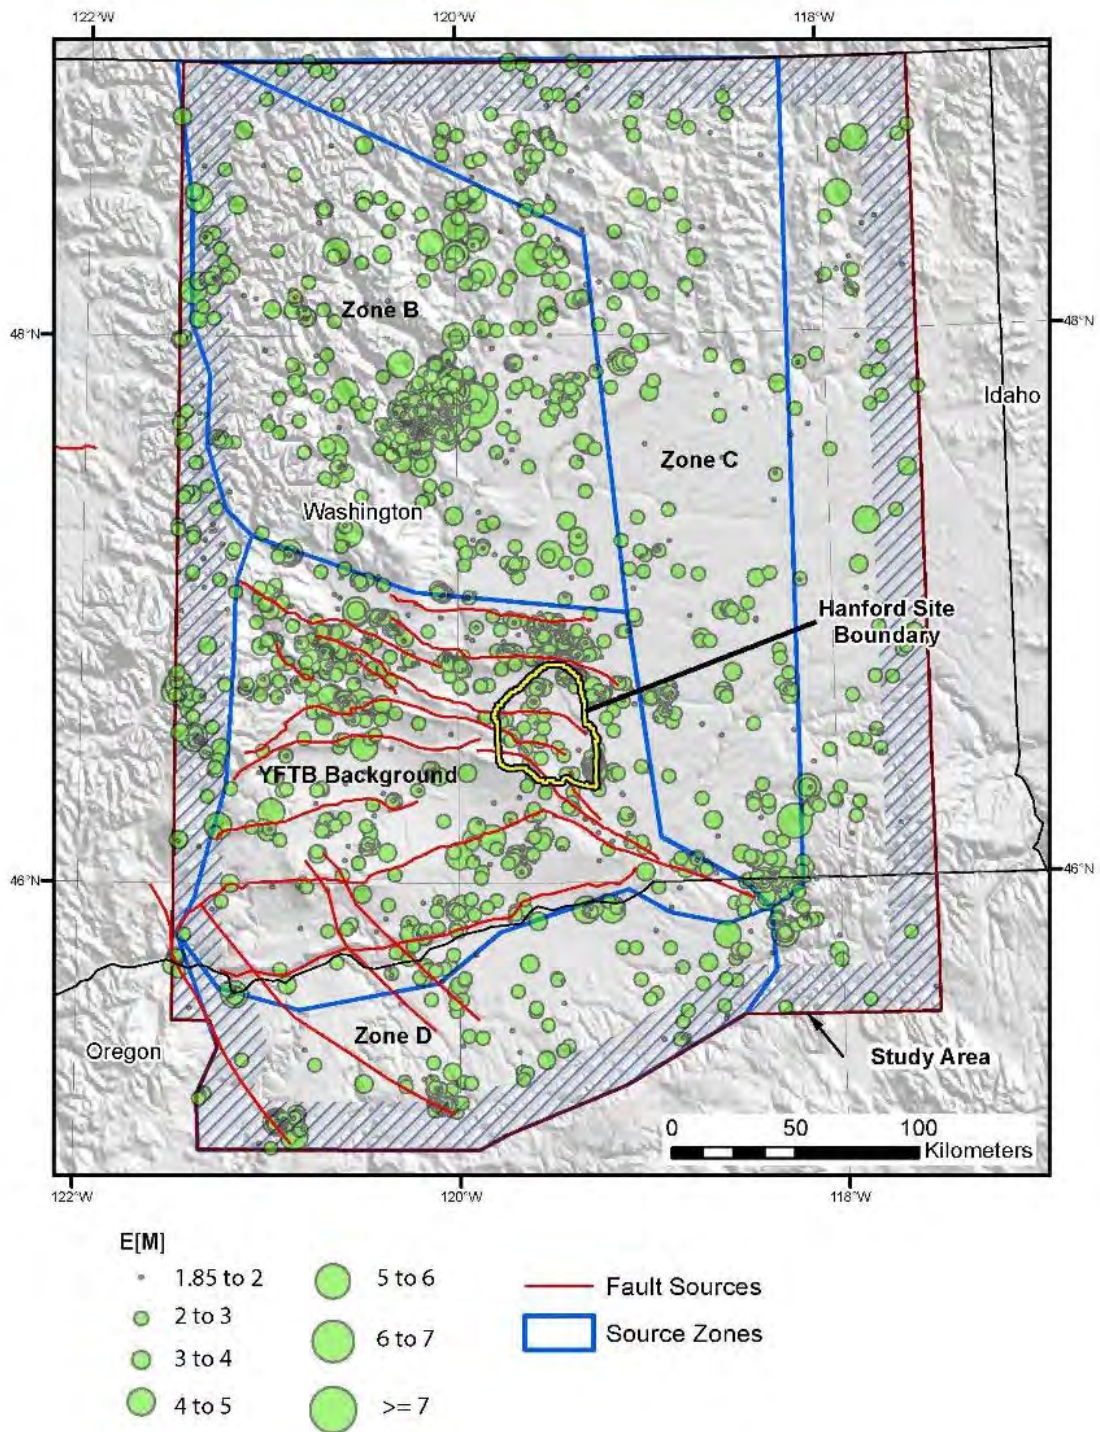 122°W 120°W 118°W
Zone B
48°N 48°N
Idaho
Zone C
Washington
Hanford Site
Boundary
YFTB Background
46°N 46°N
Zone D
Oregon
Study Area
0 50 100
Kilometers
122°W 120°W 118°W
E[M]
1.85 to 2
2 to 3
3 to 4
4 to 5
5 to 6
6 to 7
>= 7
Fault Sources
Source Zones